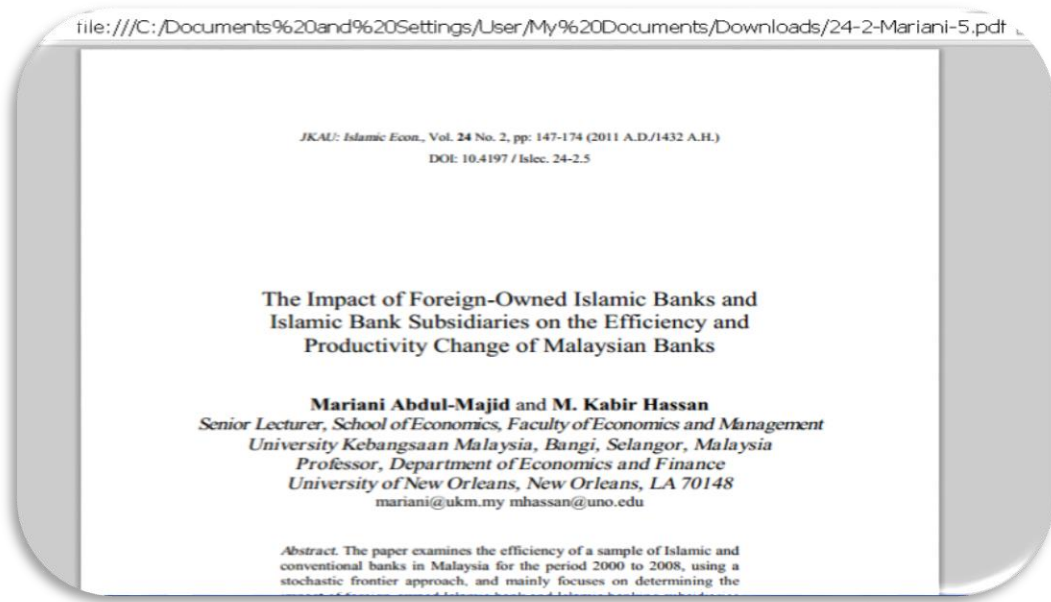 file:///C:/Documents%20and%20Settings/User/My%20Documents/Downloads/24-2-Mariani-5.pdf
JKAU: Islamic Econ., Vol. 24 No. 2, pp: 147-174 (2011 A.D./1432 A.H.)
DOI: 10.4197 / Islec. 24-2.5
The Impact of Foreign-Owned Islamic Banks and
Islamic Bank Subsidiaries on the Efficiency and
Productivity Change of Malaysian Banks
Mariani Abdul-Majid and M. Kabir Hassan
Senior Lecturer, School of Economics, Faculty of Economics and Management
University Kebangsaan Malaysia, Bangi, Selangor, Malaysia
Professor, Department of Economics and Finance
University of New Orleans, New Orleans, LA 70148
mariani@ukm.my mhassan@uno.edu
Abstract. The paper examines the efficiency of a sample of Islamic and
conventional banks in Malaysia for the period 2000 to 2008, using a
stochastic frontier approach, and mainly focuses on determining the